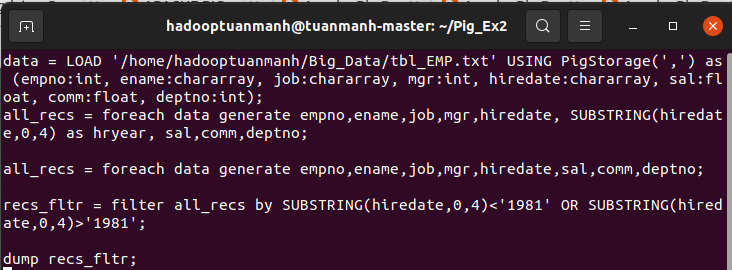 hadooptuanmanh@tuanmanh-master: ~/Pig_Ex2
data = LOAD '/home/hadooptuanmanh/Big_Data/tbl_EMP.txt' USING PigStorage(',') as
 (empno:int, ename:chararray, job:chararray, mgr:int, hiredate:chararray, sal:fl
oat, comm:float, deptno:int);
all_recs = foreach data generate empno,ename,job,mgr,hiredate, SUBSTRING(hiredat
e,0,4) as hryear, sal,comm,deptno;
all_recs = foreach data generate empno,ename,job,mgr,hiredate,sal,comm,deptno;
recs_fltr = filter all_recs by SUBSTRING(hiredate,0,4)<'1981' OR SUBSTRING(hired
ate,0,4)>'1981';
dump recs_fltr;